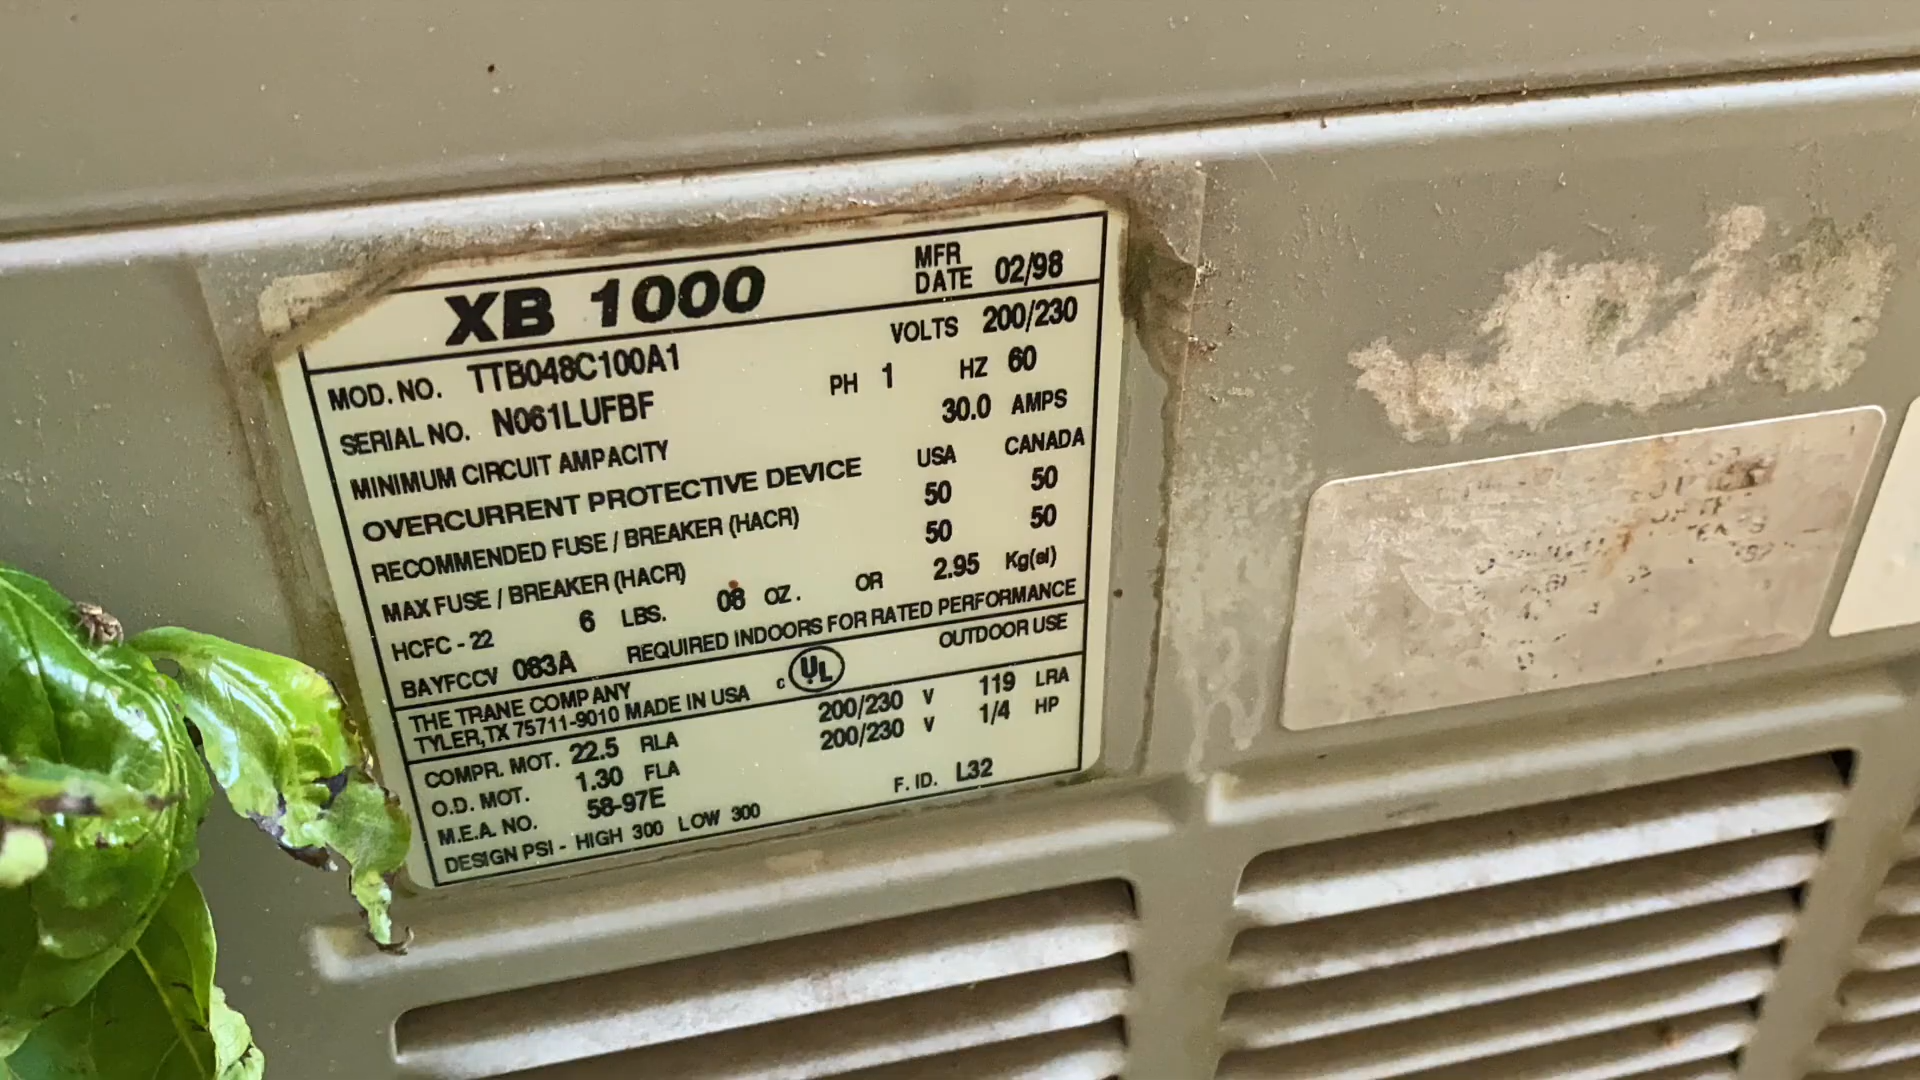 XB 1000 MFR DATE 02/98
MOD. NO. TTB048C100A1 VOLTS 200/230
SERIAL NO. N061LUFBF PH 1 HZ 60
MINIMUM CIRCUIT AMPACITY 30.0 AMPS
OVERCURRENT PROTECTIVE DEVICE USA CANADA
RECOMMENDED FUSE / BREAKER (HACR) 50 50
MAX FUSE / BREAKER (HACR) 50 50
HCFC - 22 6 LBS. 08 OZ. OR 2.95 Kg(al)
BAYFCCV 083A REQUIRED INDOORS FOR RATED PERFORMANCE
THE TRANE COMPANY C UL OUTDOOR USE
TYLER,TX 75711-9010 MADE IN USA
COMPR. MOT. 22.5 RLA 200/230 V 119 LRA
O.D. MOT. 1.30 FLA 200/230 V 1/4 HP
M.E.A. NO. 58-97E
DESIGN PSI - HIGH 300 LOW 300 F. ID. L32